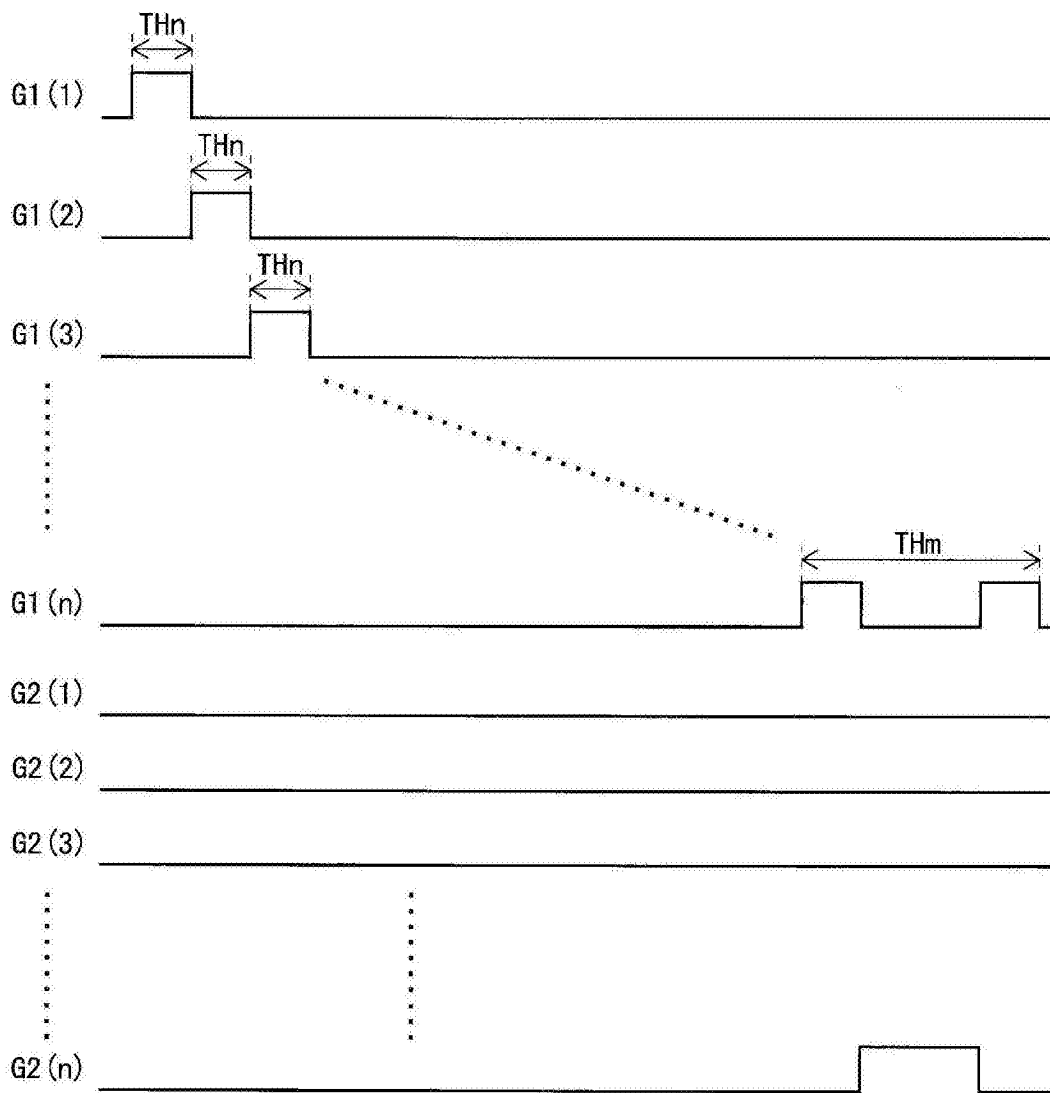 THn
G1(1)
THn
G1(2)
THn
G1(3)
THm
G1(n)
G2(1)
G2(2)
G2(3)
G2(n)